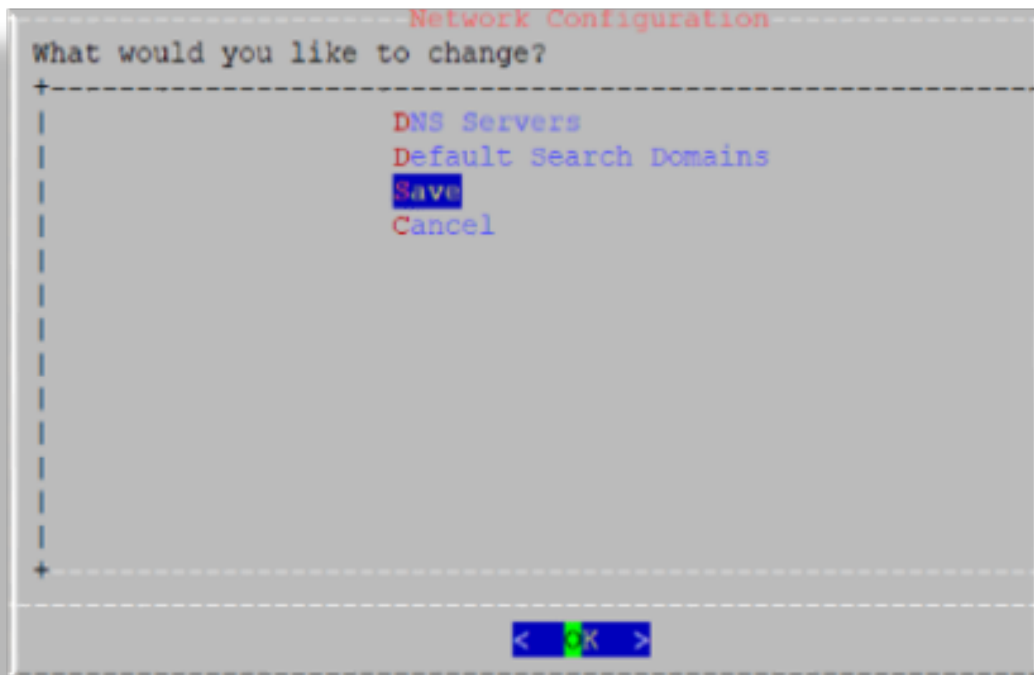 Network Configuration
What would you like to change?
DNS Servers
Default Search Domains
Save
Cancel
< OK >